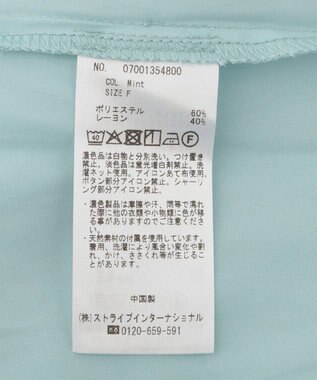 NO. 07001354800
COL Mint
SIZE F
ポリエステル 60%
レーヨン 40%
濃色品は白物と分別洗い。つけ置き
禁止。淡色品は蛍光増白剤禁止。洗
濯ネット使用。アイロンあて布使用。
ボタン部分アイロン禁止。シャーリ
ング部分アイロン禁止。
・濃色製品は摩擦や汗、雨等で濡れ
た際に他の衣類や小物類に色が移
る事がありますのでご注意くださ
い。
・天然素材の付属を使用しています。
着用、洗濯により風合い変化や割
れ、かけ、ささくれ等が生じるこ
とがあります。
中国製
(株)ストライプインターナショナル
☎ 0120-659-591